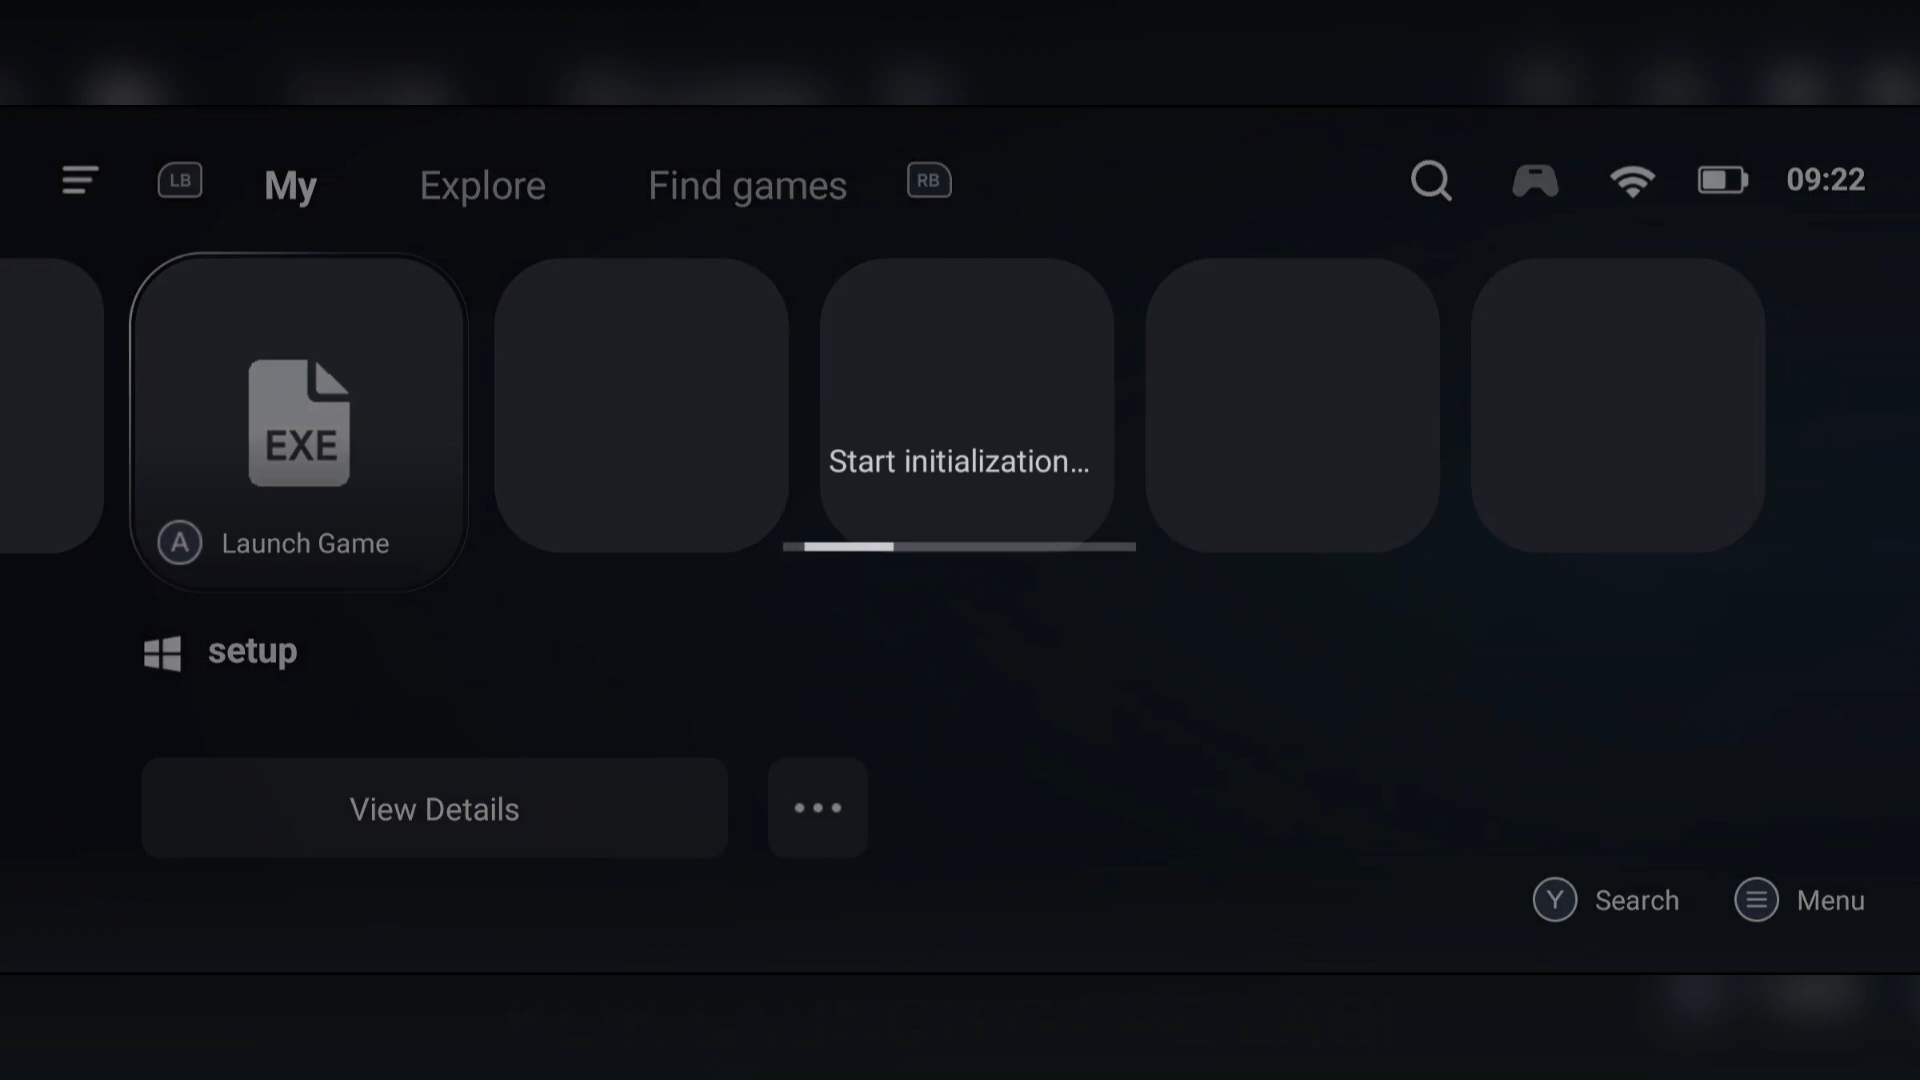 LB My Explore Find games RB 09:22
EXE
Start initialization...
A Launch Game
setup
View Details
Y Search Menu